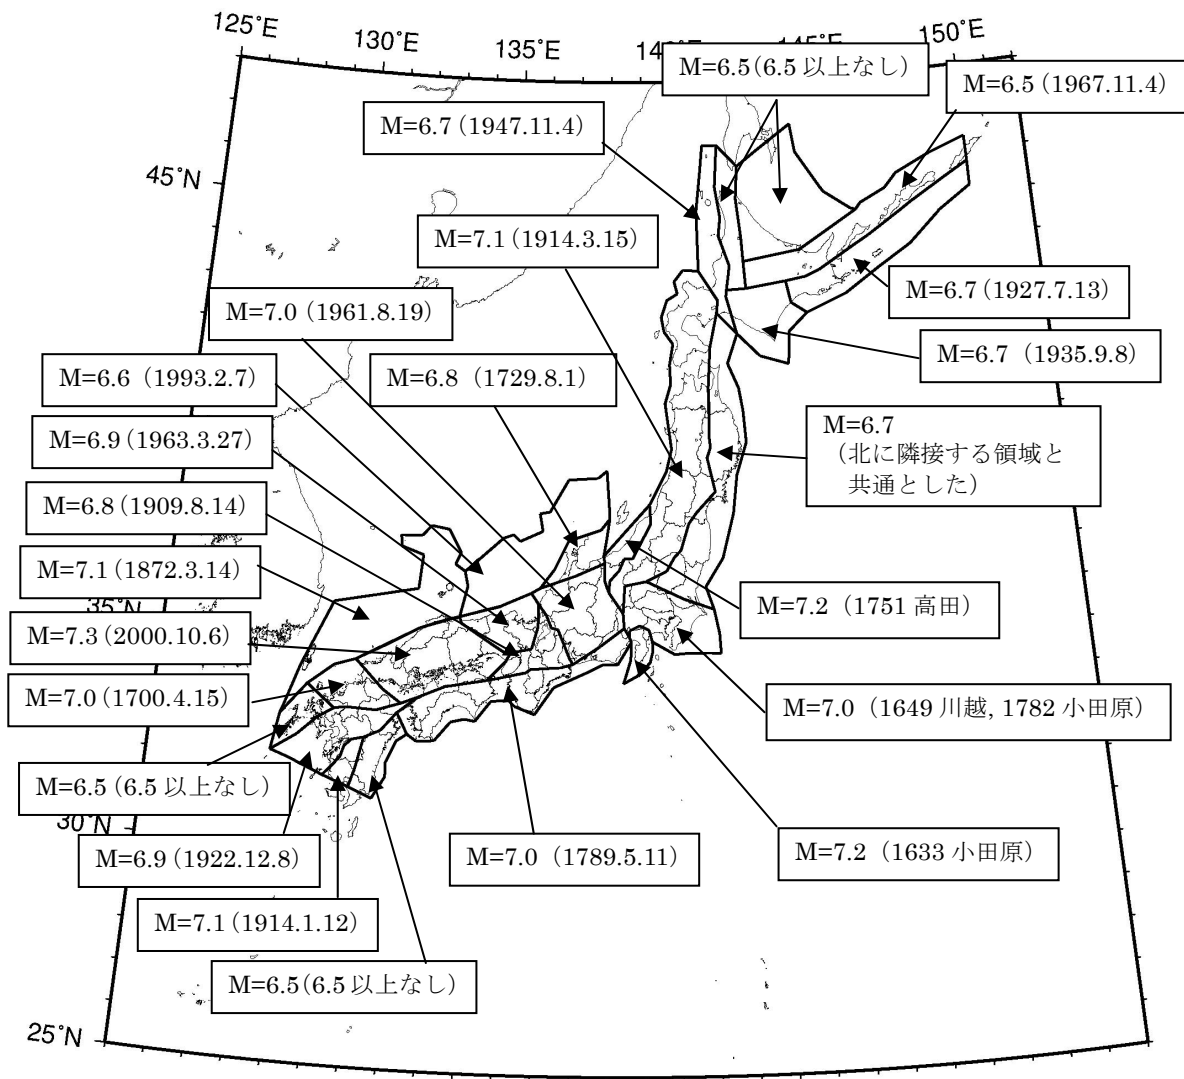 125°E
130°E
135°E
150°E
M=6.5(6.5 以上なし)
M=6.5 (1967.11.4)
M=6.7 (1947.11.4)
45°N
M=7.1 (1914.3.15)
M=6.7 (1927.7.13)
M=7.0 (1961.8.19)
M=6.7 (1935.9.8)
M=6.6 (1993.2.7)
M=6.8 (1729.8.1)
M=6.9 (1963.3.27)
M=6.7
(北に隣接する領域と
共通とした)
M=6.8 (1909.8.14)
M=7.1 (1872.3.14)
35°N
M=7.2 (1751 高田)
M=7.3 (2000.10.6)
M=7.0 (1700.4.15)
M=7.0 (1649 川越, 1782 小田原)
M=6.5 (6.5 以上なし)
30°N
M=6.9 (1922.12.8)
M=7.0 (1789.5.11)
M=7.2 (1633 小田原)
M=7.1 (1914.1.12)
M=6.5(6.5 以上なし)
25°N